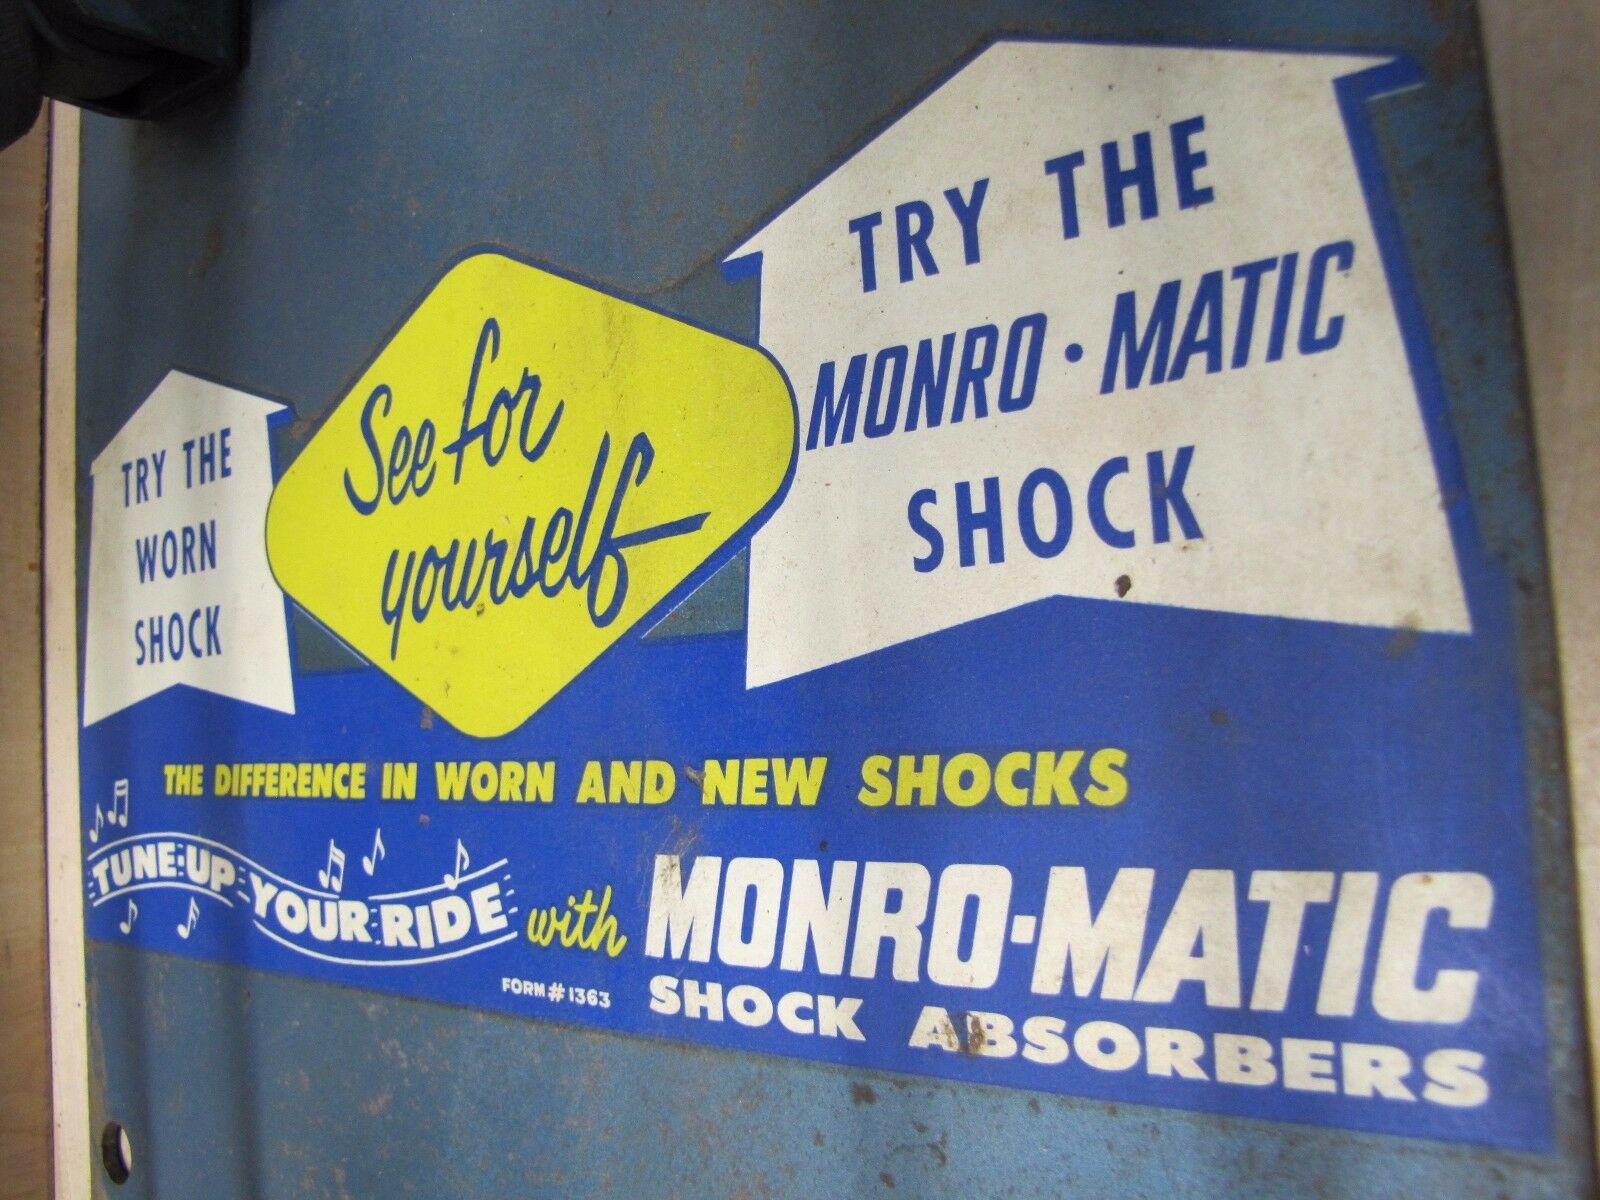 TRY THE
WORN
SHOCK
See for
yourself
TRY THE
MONRO·MATIC
SHOCK
THE DIFFERENCE IN WORN AND NEW SHOCKS
TUNE-UP YOUR RIDE with MONRO-MATIC
SHOCK ABSORBERS
FORM # 1363